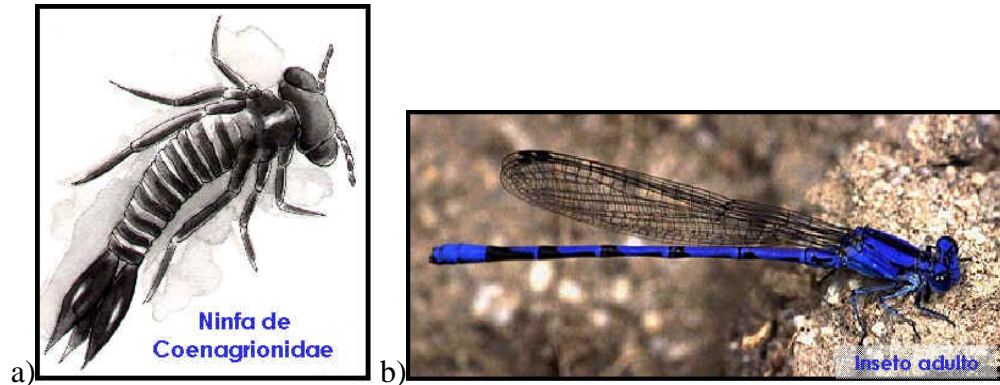 Ninfa de
Coenagrionidae
a)
Inseto adulto
b)